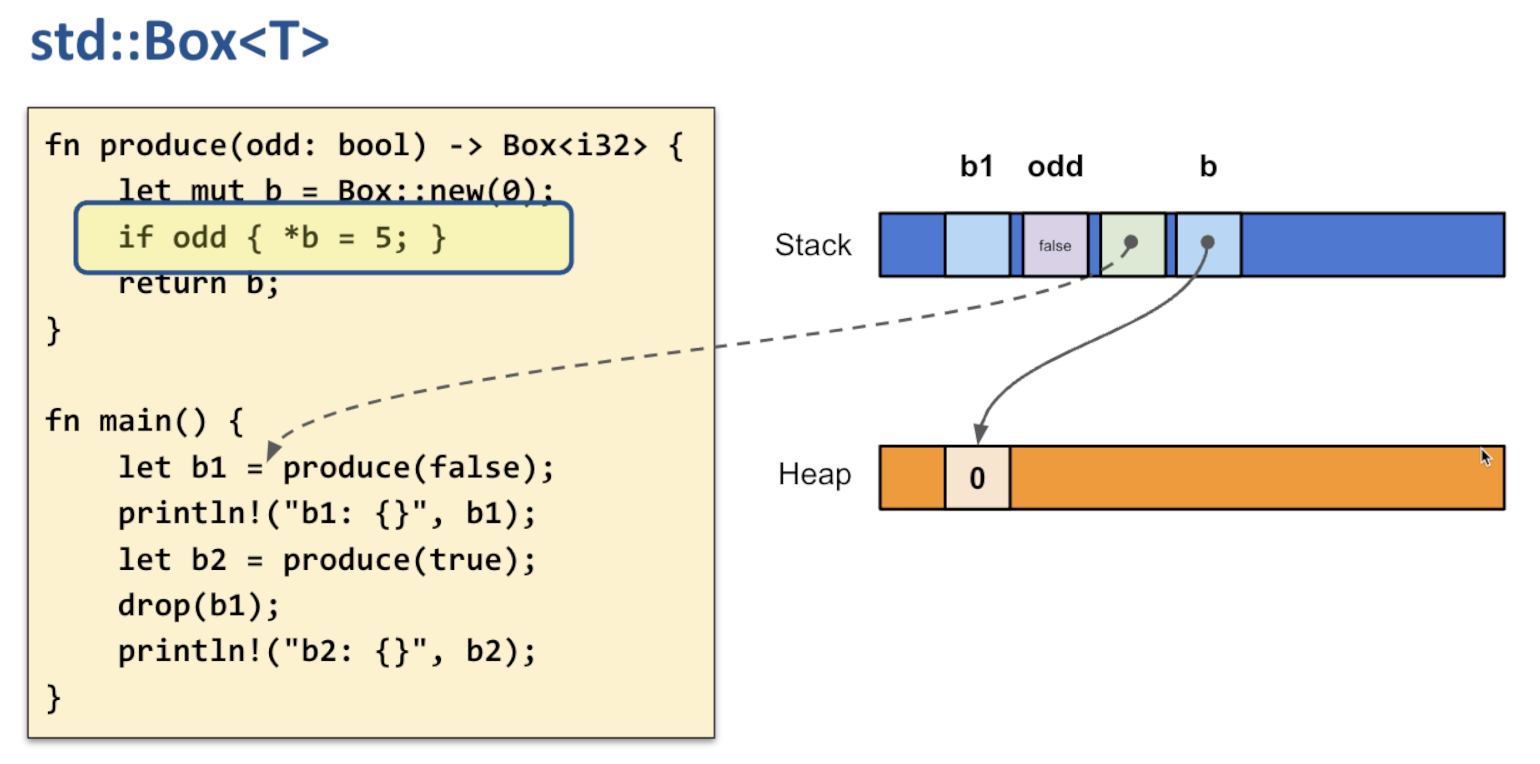 std::Box<T>
fn produce(odd: bool) -> Box<i32> {
let mut b = Box::new(0);
if odd { *b = 5; }
return b;
}
fn main() {
let b1 = produce(false);
println!("b1: {}", b1);
let b2 = produce(true);
drop(b1);
println!("b2: {}", b2);
}
b1 odd b
Stack false
Heap 0